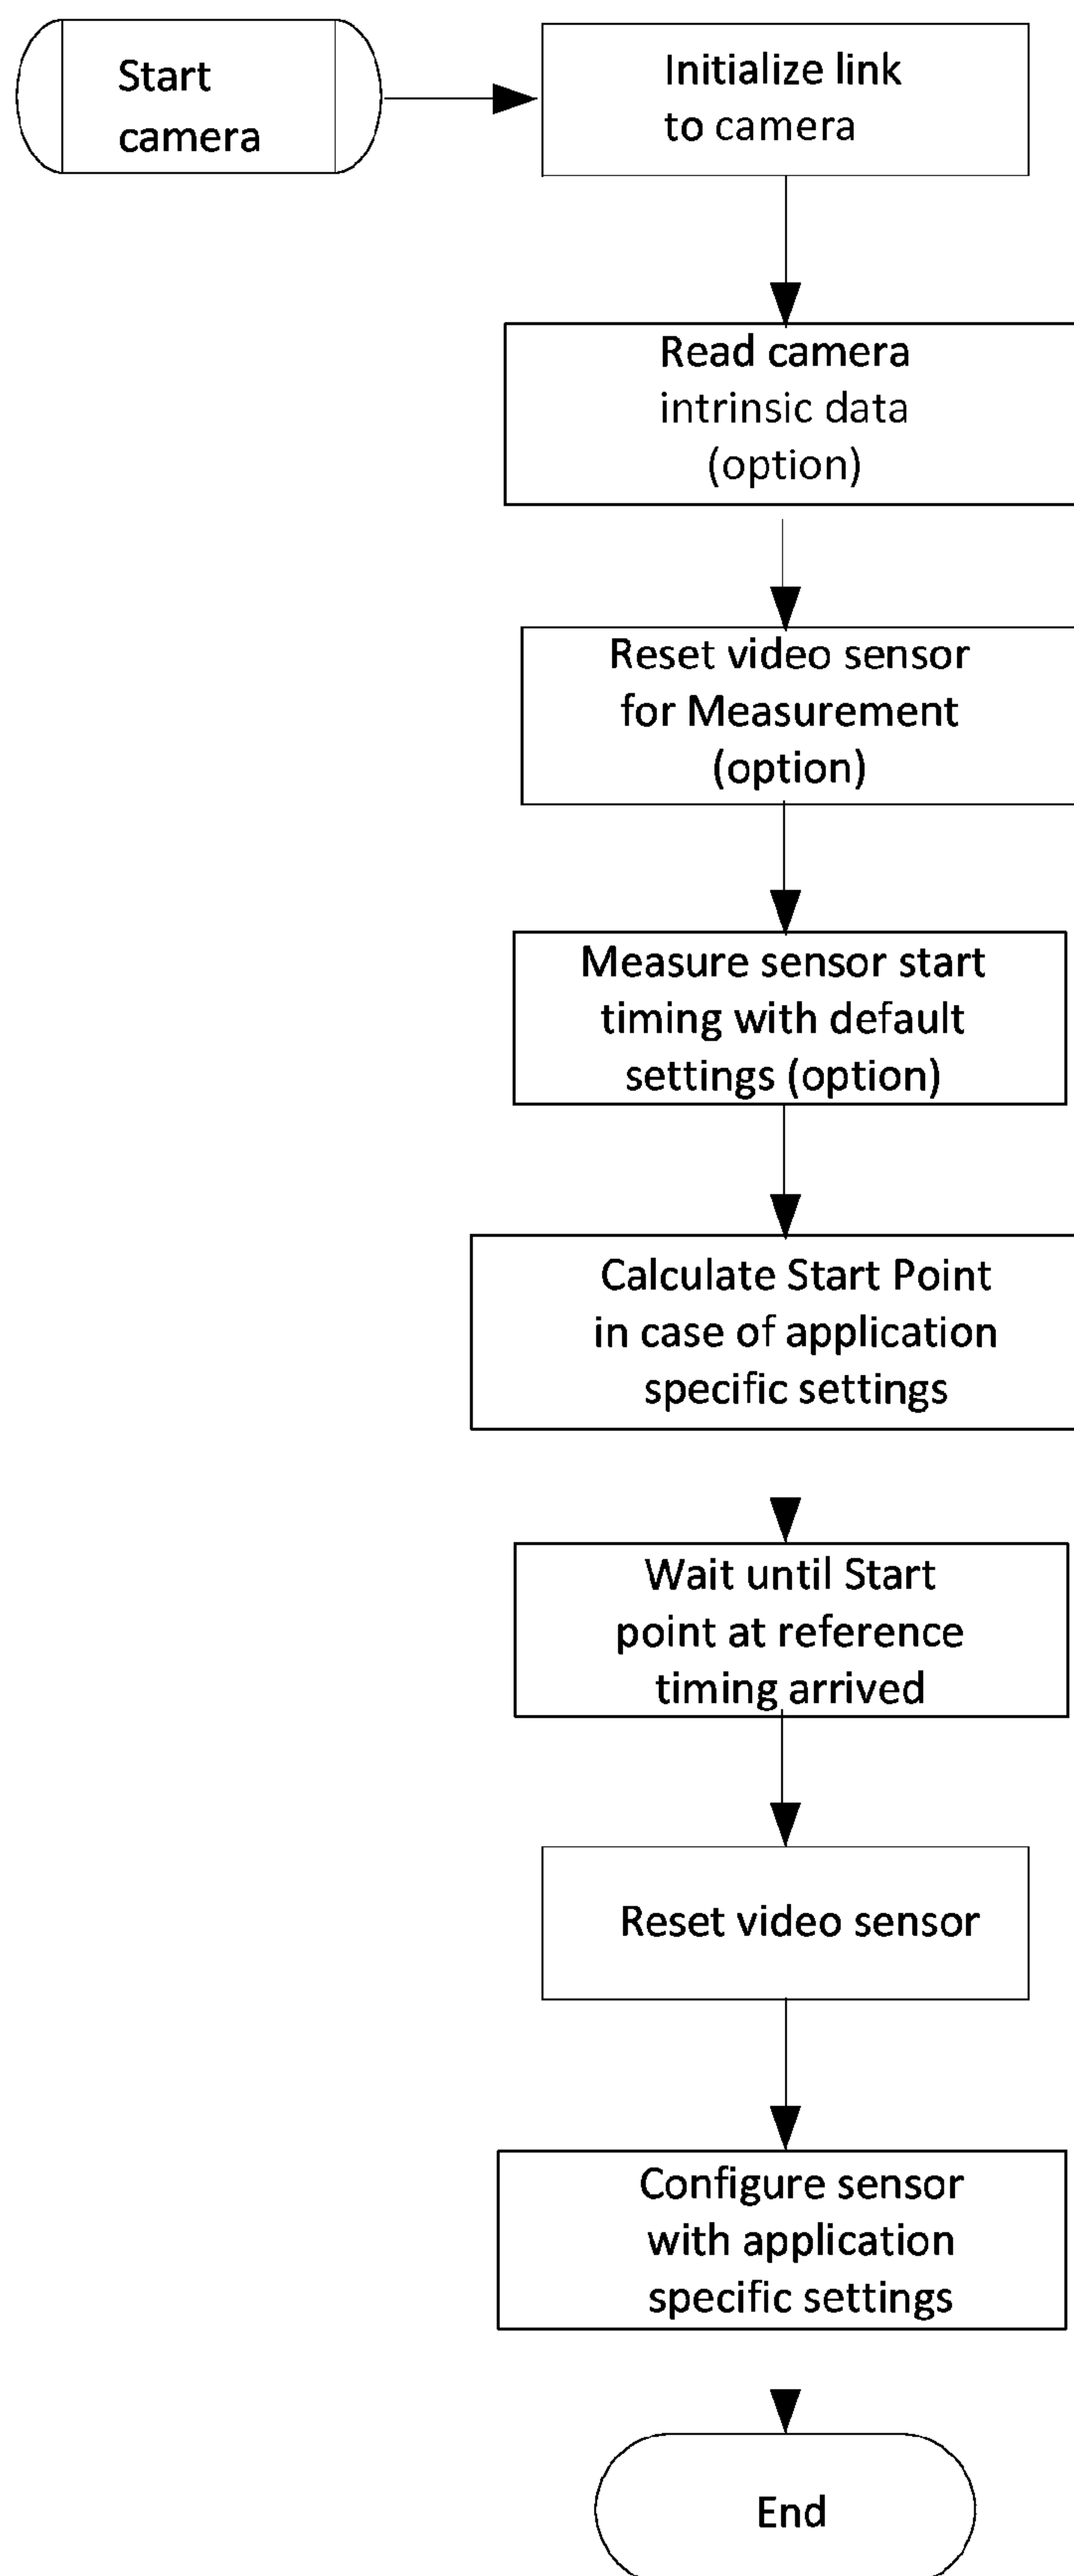 Start
camera
Initialize link
to camera
Read camera
intrinsic data
(option)
Reset video sensor
for Measurement
(option)
Measure sensor start
timing with default
settings (option)
Calculate Start Point
in case of application
specific settings
Wait until Start
point at reference
timing arrived
Reset video sensor
Configure sensor
with application
specific settings
End